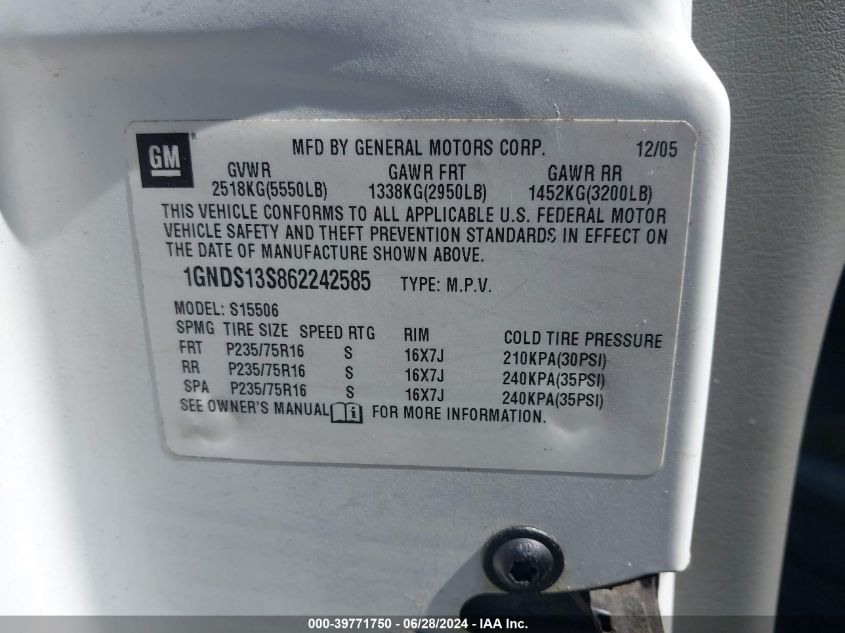 GM ®
MFD BY GENERAL MOTORS CORP. 12/05
GVWR GAWR FRT GAWR RR
2518KG(5550LB) 1338KG(2950LB) 1452KG(3200LB)
THIS VEHICLE CONFORMS TO ALL APPLICABLE U.S. FEDERAL MOTOR
VEHICLE SAFETY AND THEFT PREVENTION STANDARDS IN EFFECT ON
THE DATE OF MANUFACTURE SHOWN ABOVE.
1GNDS13S862242585 TYPE: M.P.V.
MODEL: S15506
SPMG TIRE SIZE SPEED RTG RIM COLD TIRE PRESSURE
FRT P235/75R16 S 16X7J 210KPA(30PSI)
RR P235/75R16 S 16X7J 240KPA(35PSI)
SPA P235/75R16 S 16X7J 240KPA(35PSI)
SEE OWNER'S MANUAL FOR MORE INFORMATION.
000-39771750 - 06/28/2024 - IAA Inc.